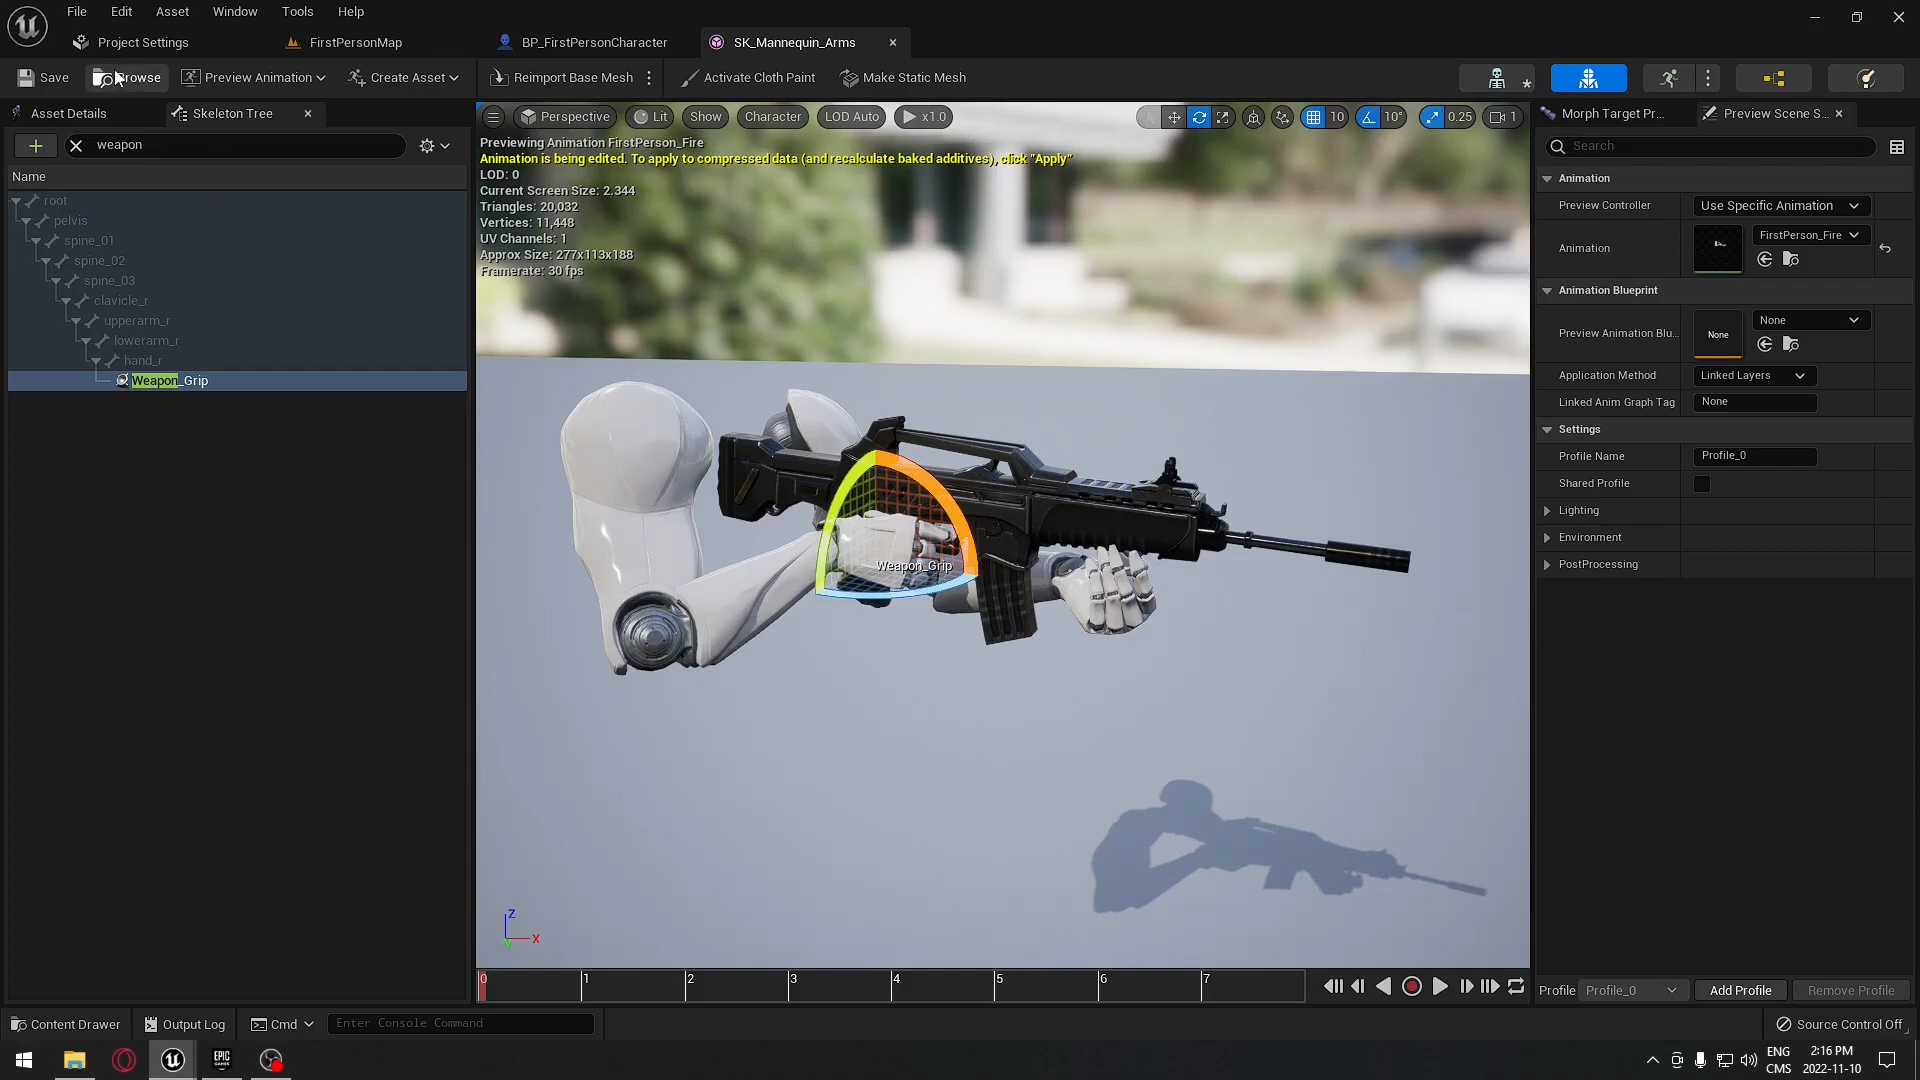 File Edit Asset Window Tools Help
Project Settings FirstPersonMap BP_FirstPersonCharacter SK_Mannequin_Arms
Save Browse Preview Animation Create Asset Reimport Base Mesh Activate Cloth Paint Make Static Mesh
Asset Details Skeleton Tree
weapon
Name
root
pelvis
spine_01
spine_02
spine_03
clavicle_r
upperarm_r
lowerarm_r
hand_r
Weapon_Grip
Perspective Lit Show Character LOD Auto x1.0 10 10° 0.25 1
Previewing Animation FirstPerson_Fire
Animation is being edited. To apply to compressed data (and recalculate baked additives), click "Apply"
LOD: 0
Current Screen Size: 2.344
Triangles: 20,032
Vertices: 11,448
UV Channels: 1
Approx Size: 277x113x188
Framerate: 30 fps
Weapon_Grip
Z
X
Y
0 1 2 3 4 5 6 7
Morph Target Pr... Preview Scene S...
Search
Animation
Preview Controller Use Specific Animation
Animation FirstPerson_Fire
Animation Blueprint
Preview Animation Blu... None None
Application Method Linked Layers
Linked Anim Graph Tag None
Settings
Profile Name Profile_0
Shared Profile
Lighting
Environment
PostProcessing
Profile Profile_0 Add Profile Remove Profile
Content Drawer Output Log Cmd Enter Console Command Source Control Off
EPIC GAMES
ENG 2:16 PM
CMS 2022-11-10